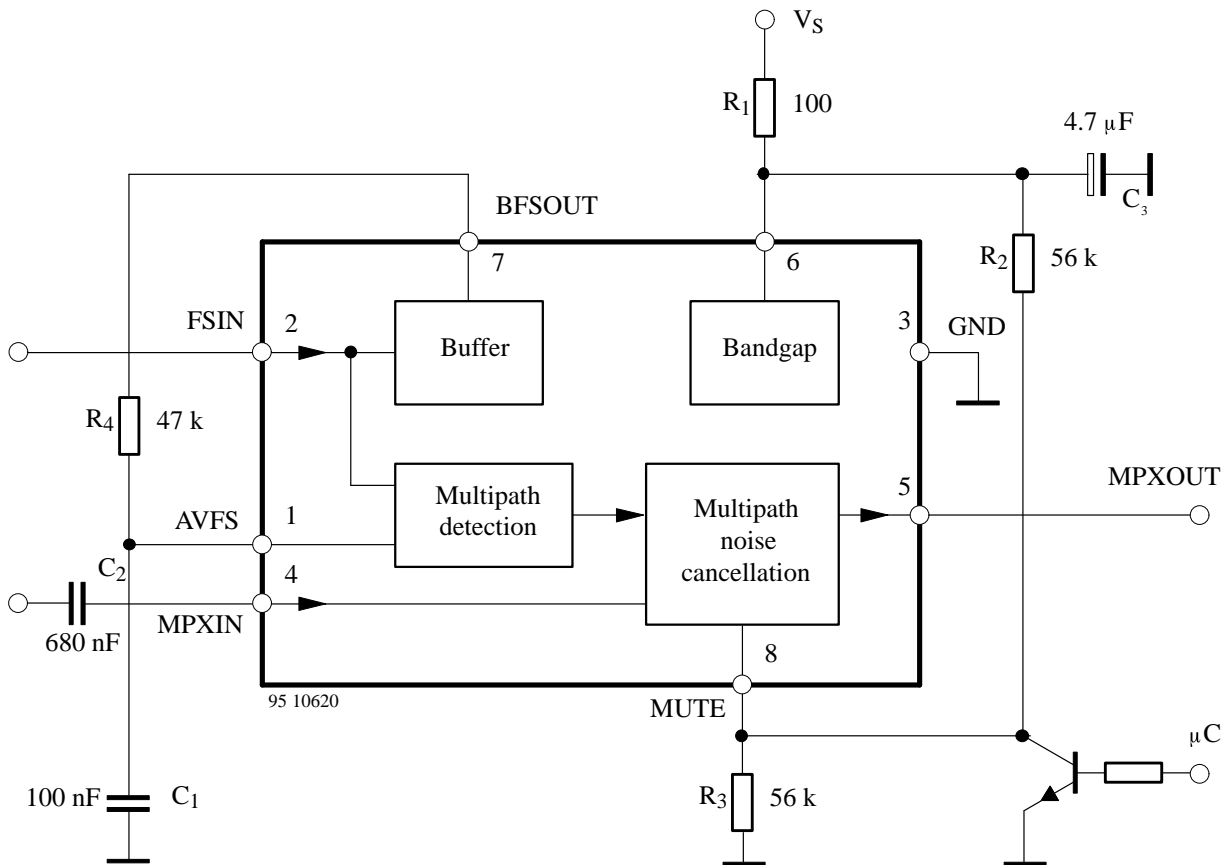 V_S
R_1
100
4.7 μF
C_3
BFSOUT
7
6
R_2
56 k
FSIN
2
3
GND
Buffer
Bandgap
R_4
47 k
MPXOUT
5
Multipath
detection
Multipath
noise
cancellation
AVFS
1
C_2
4
MPXIN
680 nF
8
95 10620
MUTE
μC
100 nF
C_1
R_3
56 k